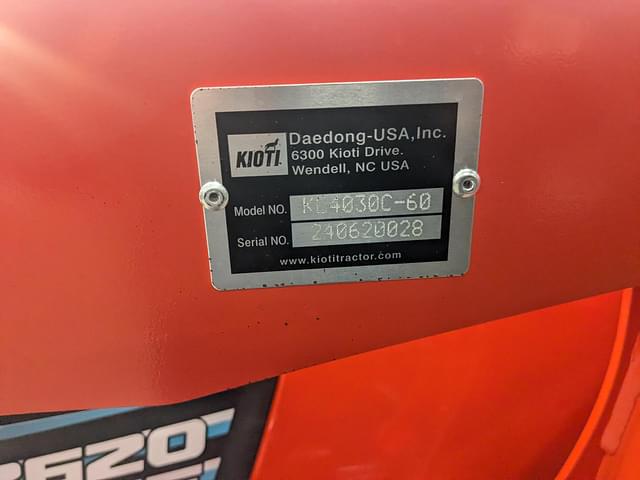 KIOTI
Daedong-USA, Inc.
6300 Kioti Drive.
Wendell, NC USA
Model NO. KL4030C-60
Serial NO. 240620028
www.kiotitractor.com
2620